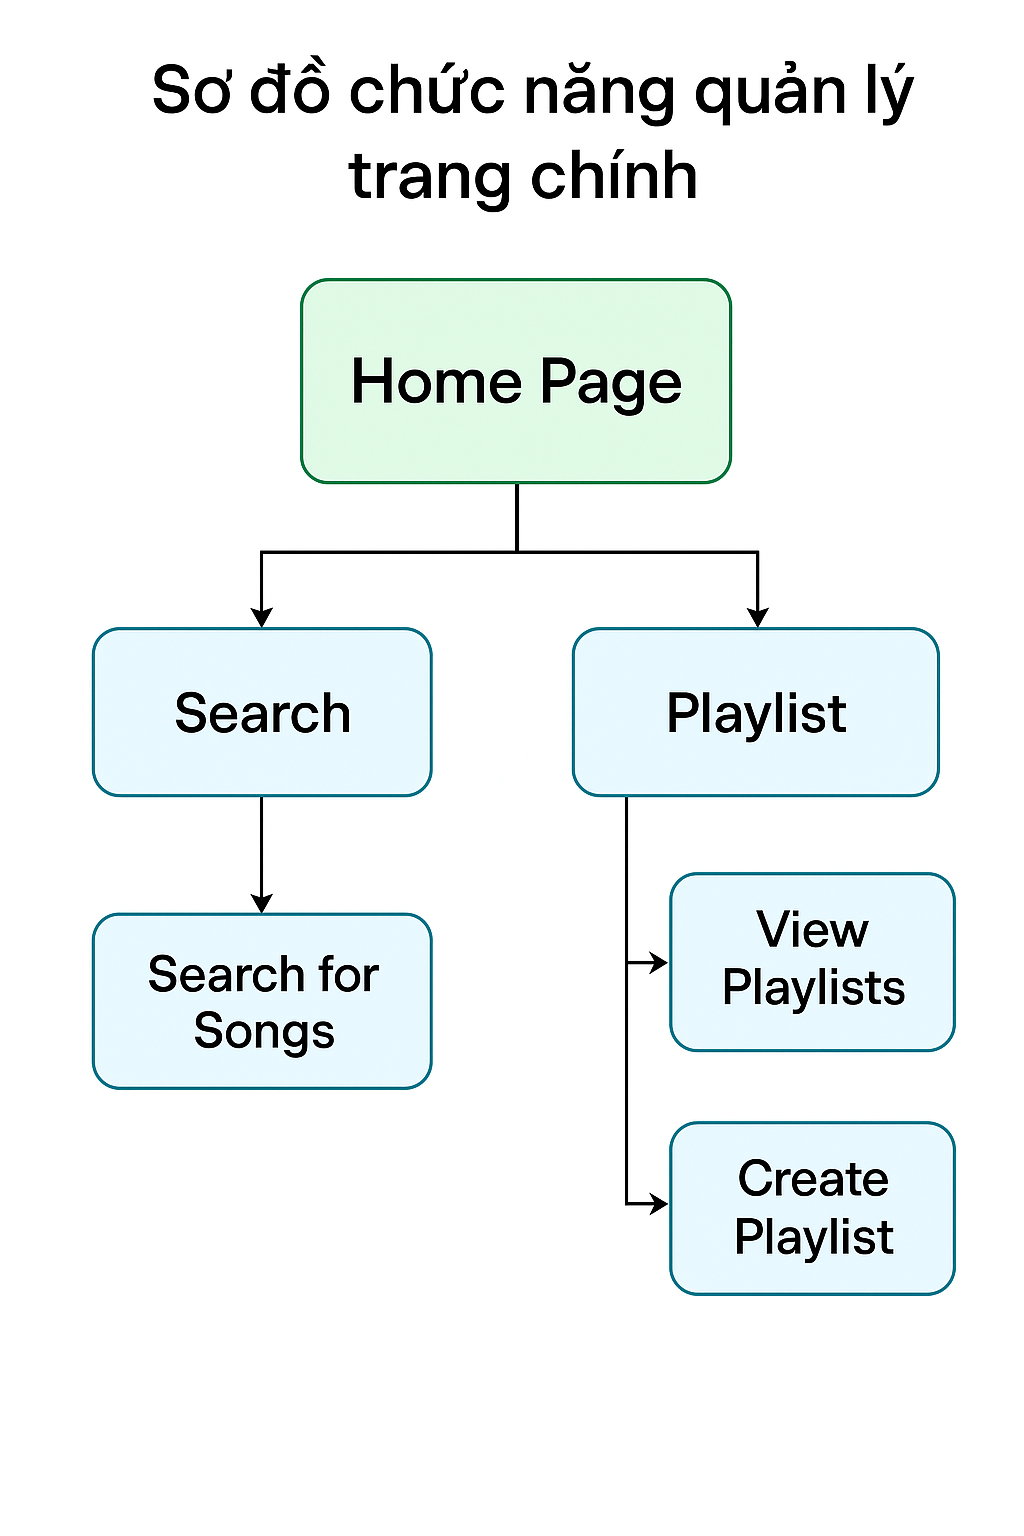 Sơ đồ chức năng quản lý
trang chính
Home Page
Search
Playlist
Search for
Songs
View
Playlists
Create
Playlist